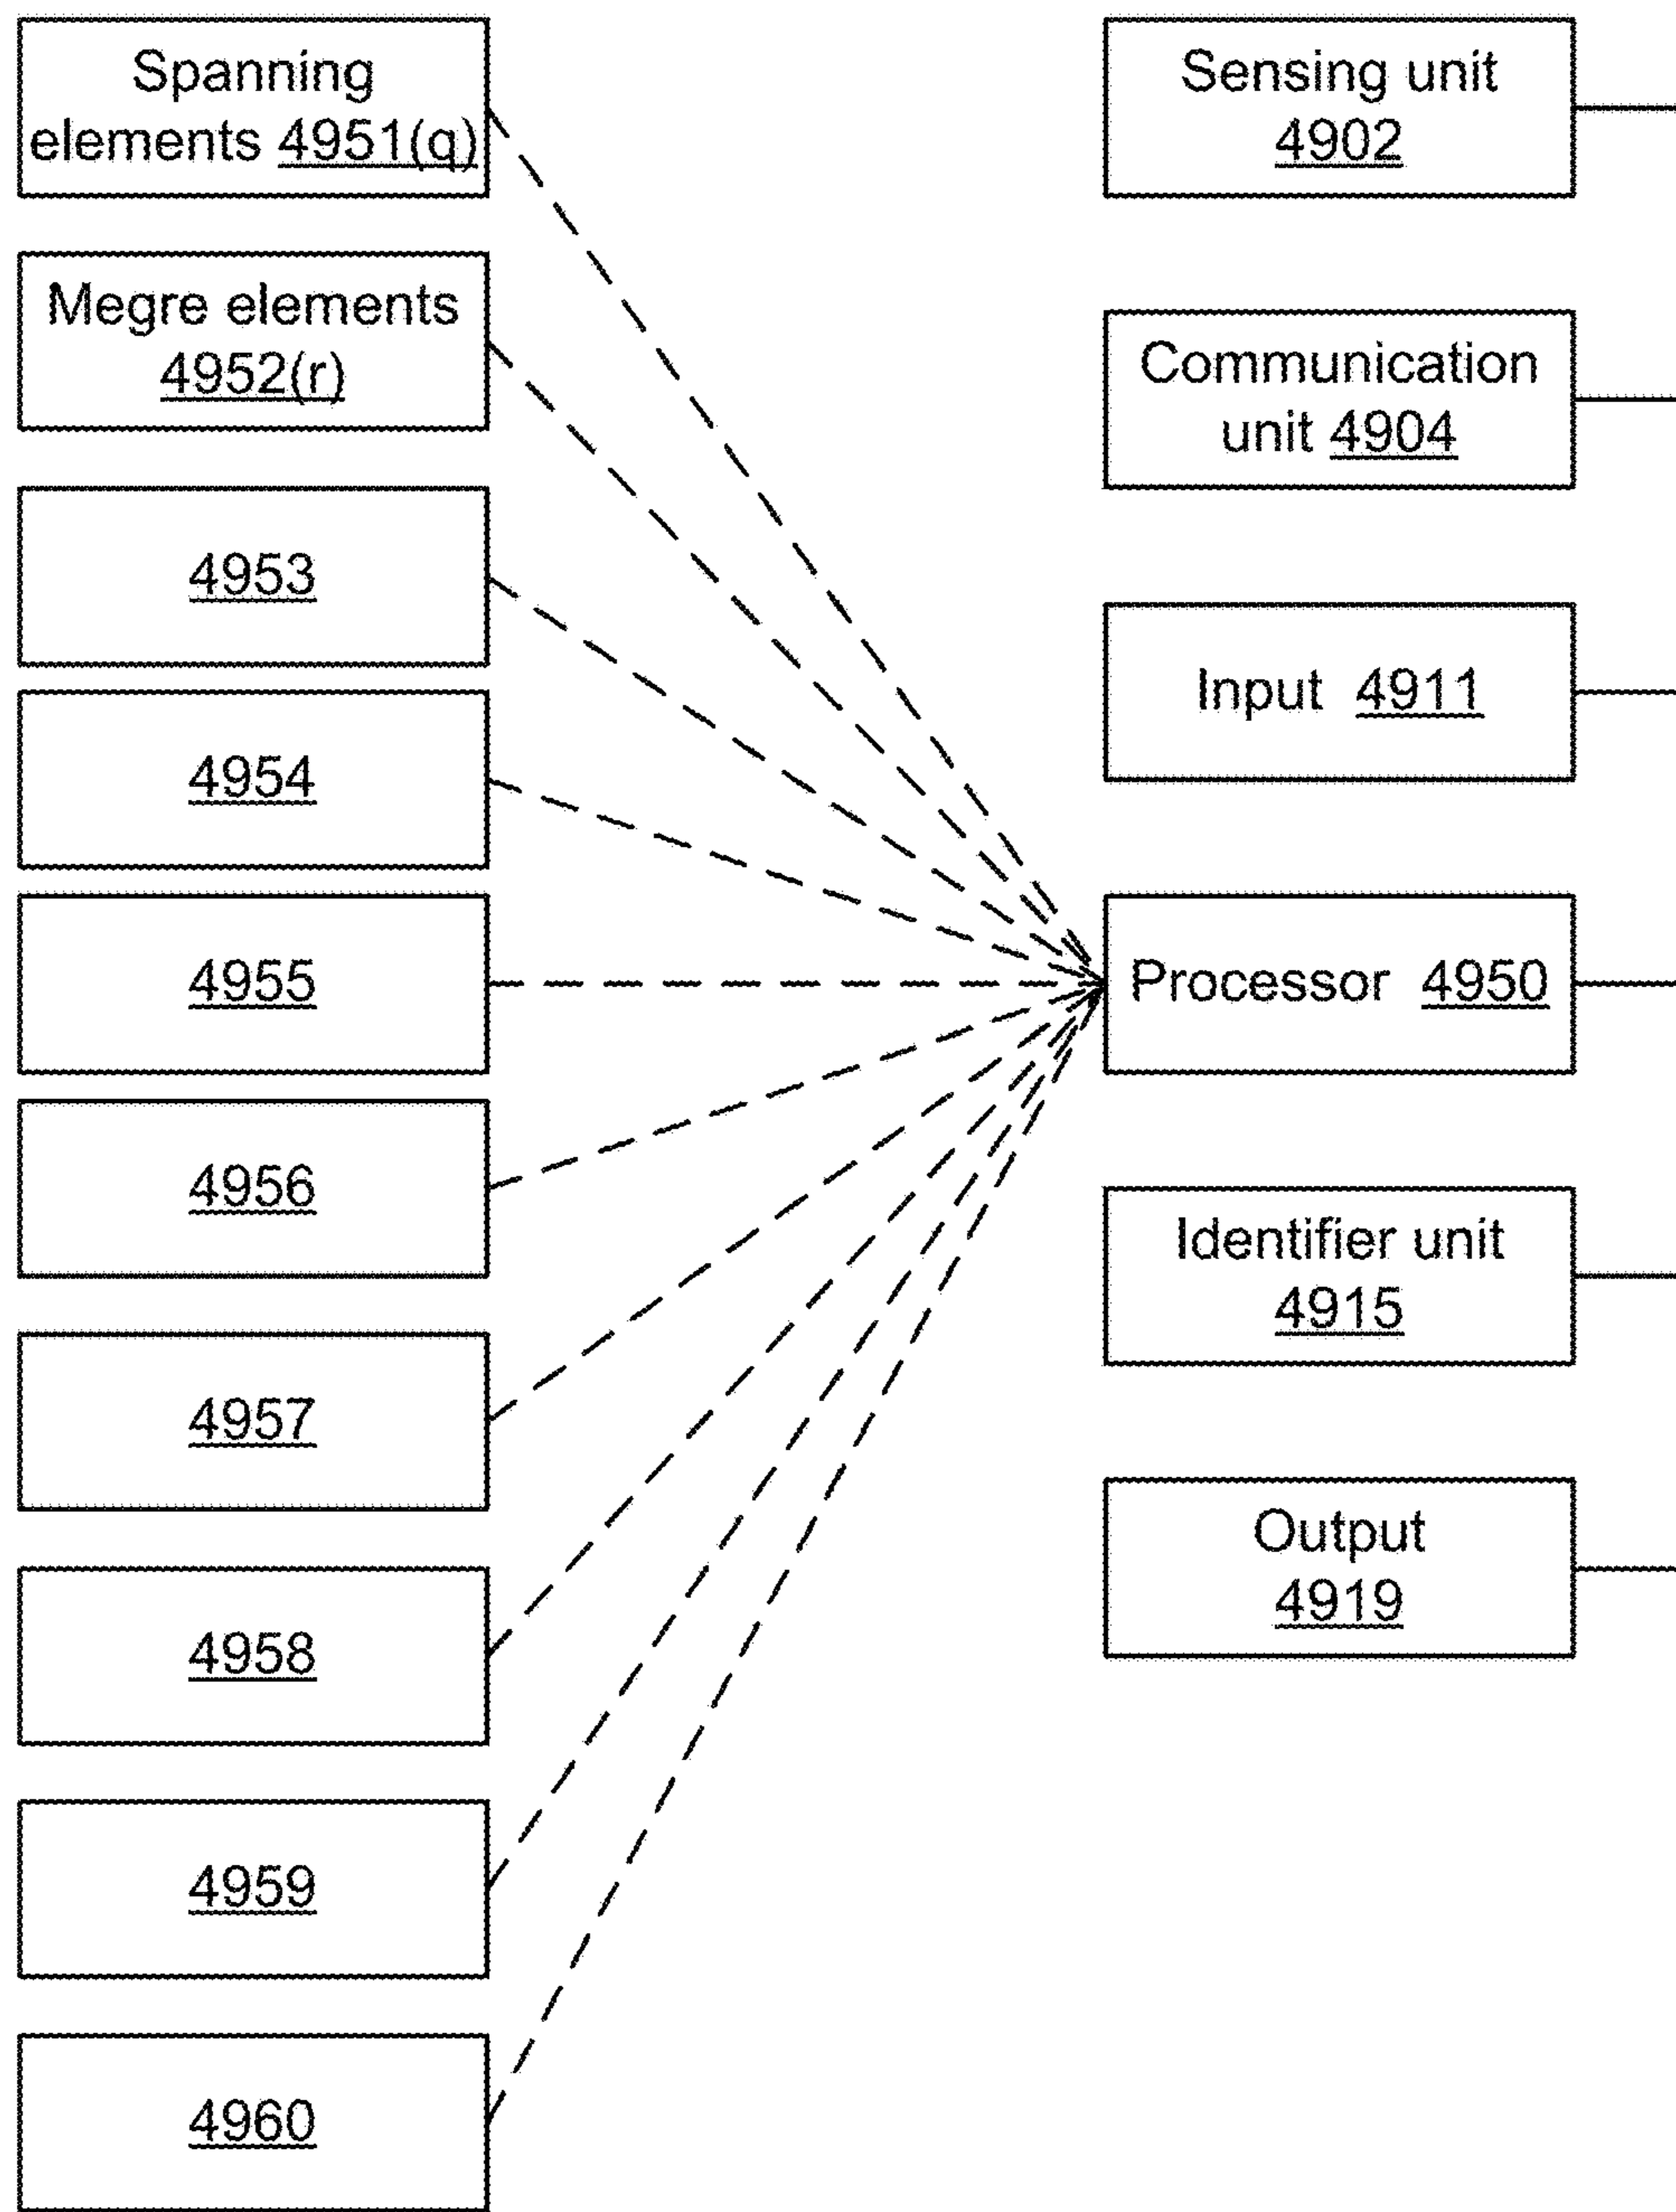 Spanning
elements 4951(q)
Megre elements
4952(r)
4953
4954
4955
4956
4957
4958
4959
4960
Sensing unit
4902
Communication
unit 4904
Input 4911
Processor 4950
Identifier unit
4915
Output
4919